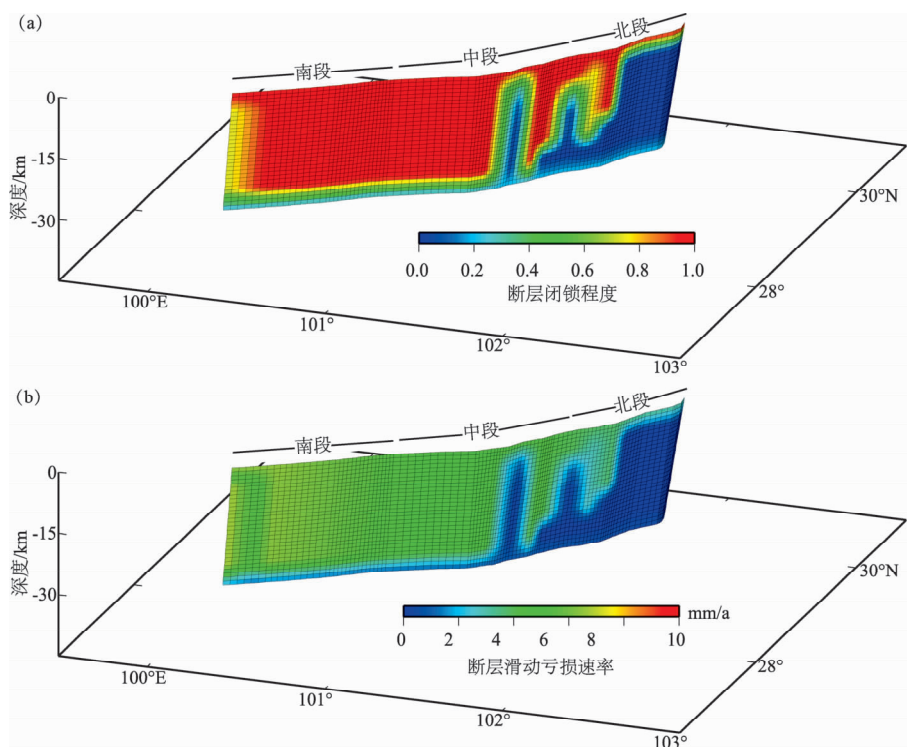 (a)
北段
中段
南段
0
-15
-30
深度/km
30°N
0.0 0.2 0.4 0.6 0.8 1.0
断层闭锁程度
28°
100°E
101°
102°
103°
(b)
北段
中段
南段
0
-15
-30
深度/km
30°N
mm/a
0 2 4 6 8 10
断层滑动亏损速率
28°
100°E
101°
102°
103°